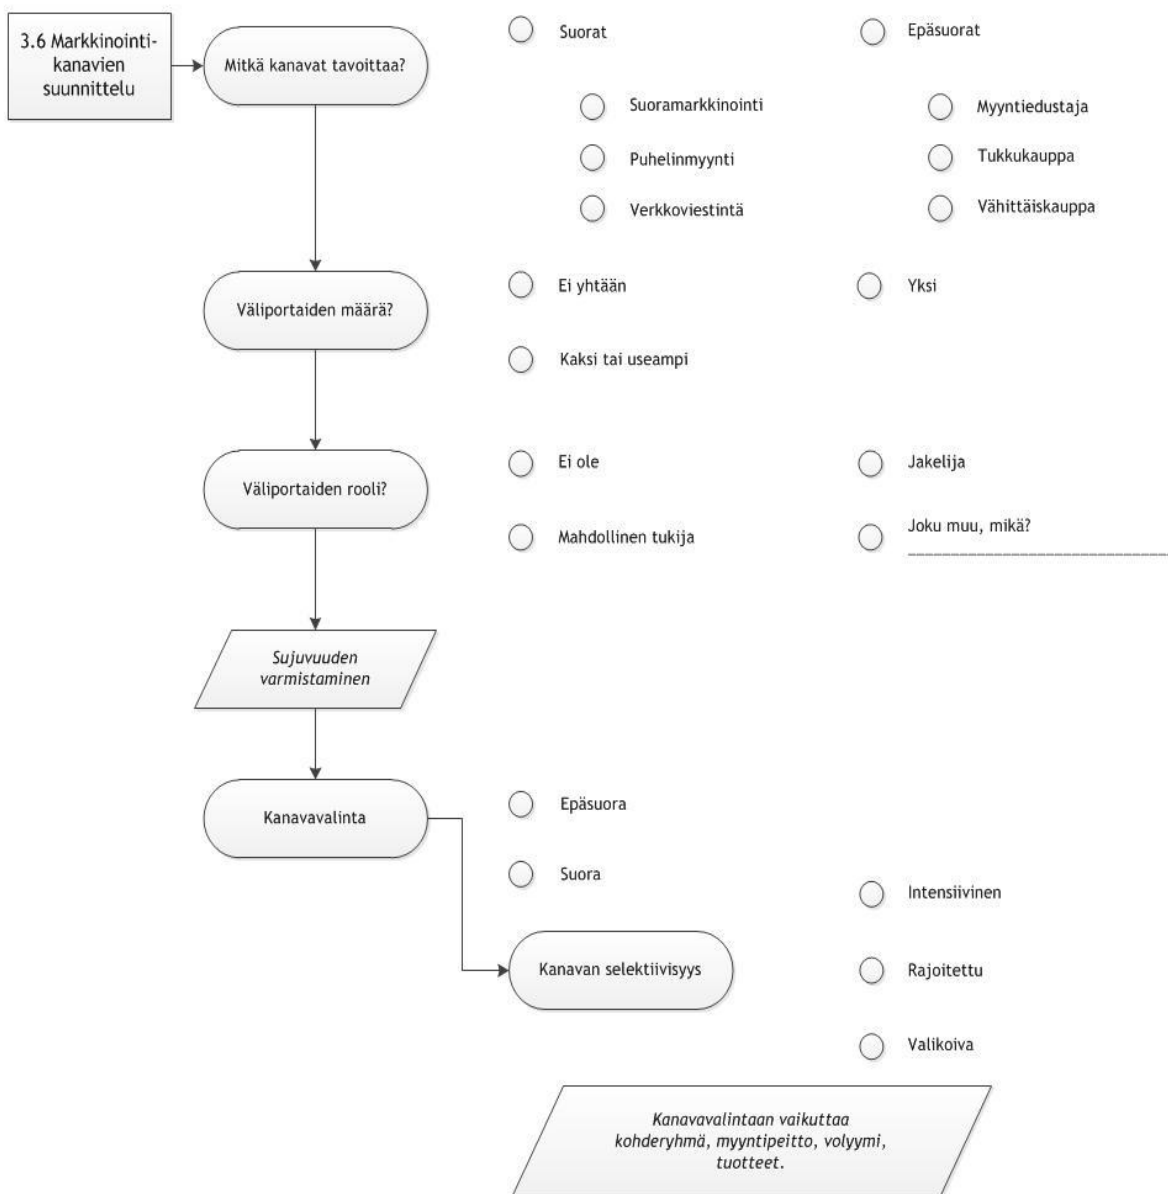 3.6 Markkinointi-
kanavien
suunnittelu
Mitkä kanavat tavoittaa?
Suorat
Epäsuorat
Suoramarkkinointi
Myyntiedustaja
Puhelinmyynti
Tukkukauppa
Verkkoviestintä
Vähittäiskauppa
Väliportaiden määrä?
Ei yhtään
Yksi
Kaksi tai useampi
Väliportaiden rooli?
Ei ole
Jakelija
Mahdollinen tukija
Joku muu, mikä?
Sujuvuuden
varmistaminen
Kanavavalinta
Epäsuora
Suora
Kanavan selektiivisyys
Intensiivinen
Rajoitettu
Valikoiva
Kanavavalintaan vaikuttaa
kohderyhmä, myyntipeitto, volyymi,
tuotteet.